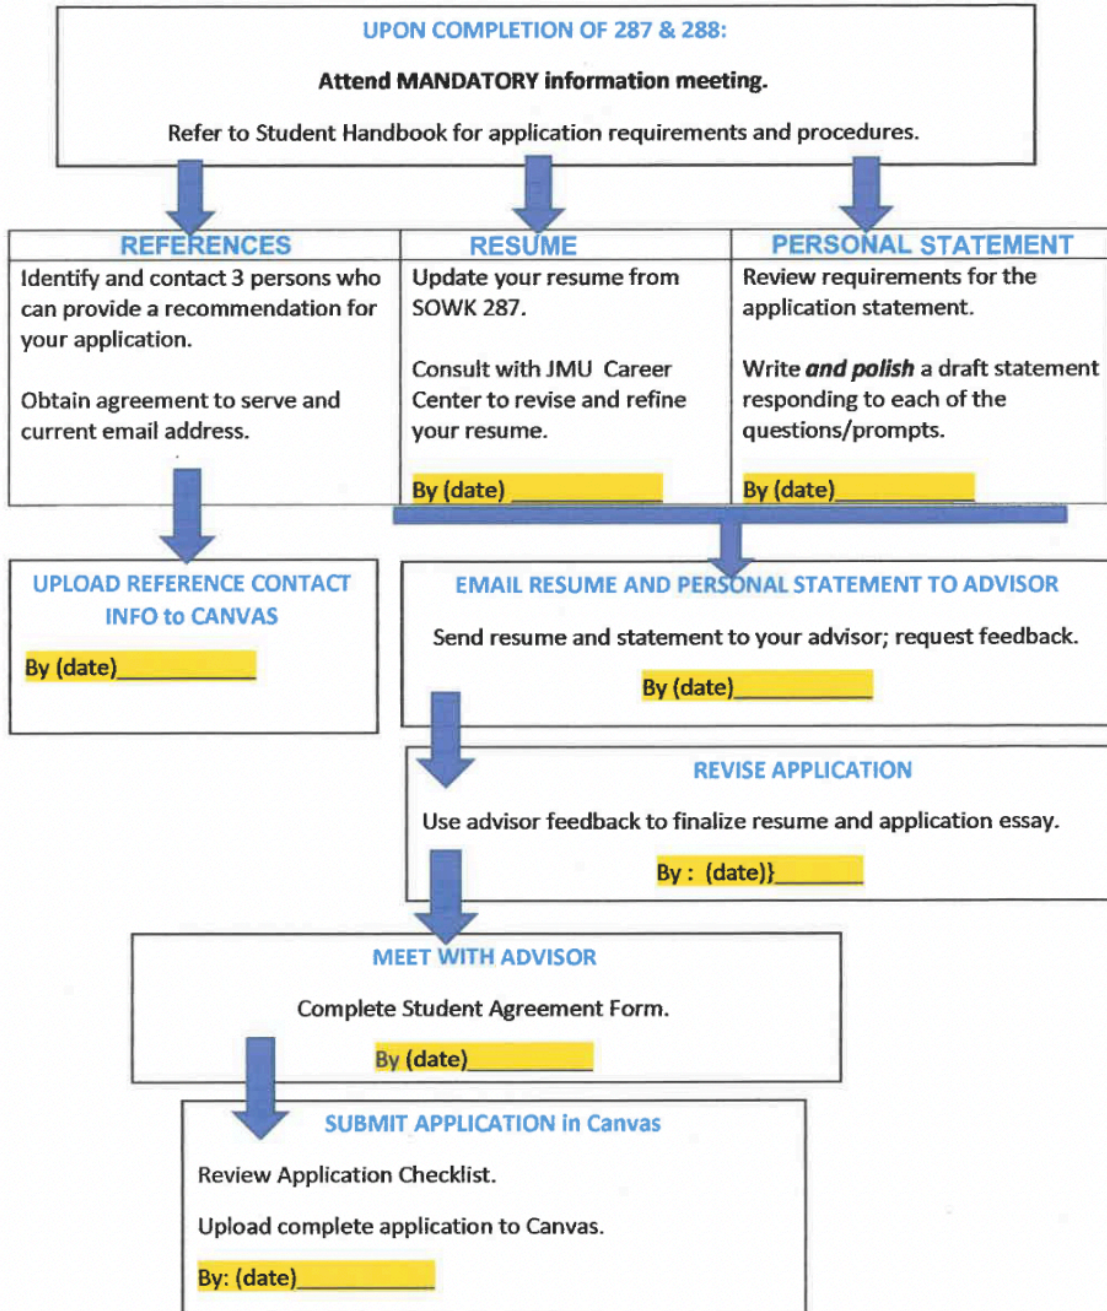 UPON COMPLETION OF 287 & 288:
Attend MANDATORY information meeting.
Refer to Student Handbook for application requirements and procedures.
REFERENCES
Identify and contact 3 persons who
can provide a recommendation for
your application.
Obtain agreement to serve and
current email address.
RESUME
Update your resume from
SOWK 287.
Consult with JMU Career
Center to revise and refine
your resume.
By (date) ______________
PERSONAL STATEMENT
Review requirements for the
application statement.
Write and polish a draft statement
responding to each of the
questions/prompts.
By (date)_____________
UPLOAD REFERENCE CONTACT
INFO to CANVAS
By (date)_____________
EMAIL RESUME AND PERSONAL STATEMENT TO ADVISOR
Send resume and statement to your advisor; request feedback.
By (date)_____________
REVISE APPLICATION
Use advisor feedback to finalize resume and application essay.
By : (date)}________
MEET WITH ADVISOR
Complete Student Agreement Form.
By (date)____________
SUBMIT APPLICATION in Canvas
Review Application Checklist.
Upload complete application to Canvas.
By: (date)_____________